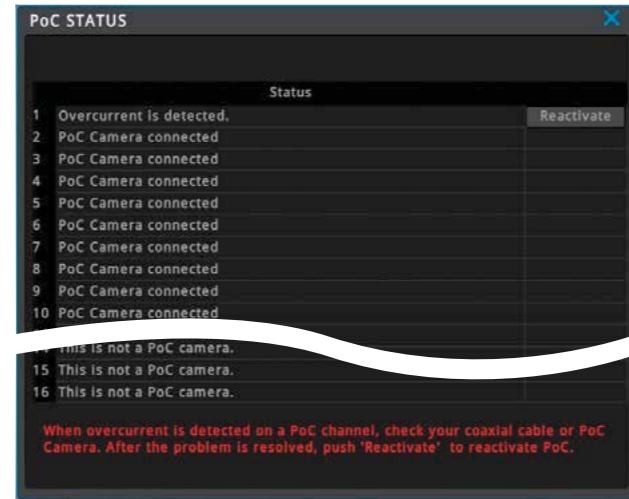 PoC STATUS
Status
1 Overcurrent is detected. Reactivate
2 PoC Camera connected
3 PoC Camera connected
4 PoC Camera connected
5 PoC Camera connected
6 PoC Camera connected
7 PoC Camera connected
8 PoC Camera connected
9 PoC Camera connected
10 PoC Camera connected
This is not a PoC camera.
15 This is not a PoC camera.
16 This is not a PoC camera.
When overcurrent is detected on a PoC channel, check your coaxial cable or PoC
Camera. After the problem is resolved, push 'Reactivate' to reactivate PoC.